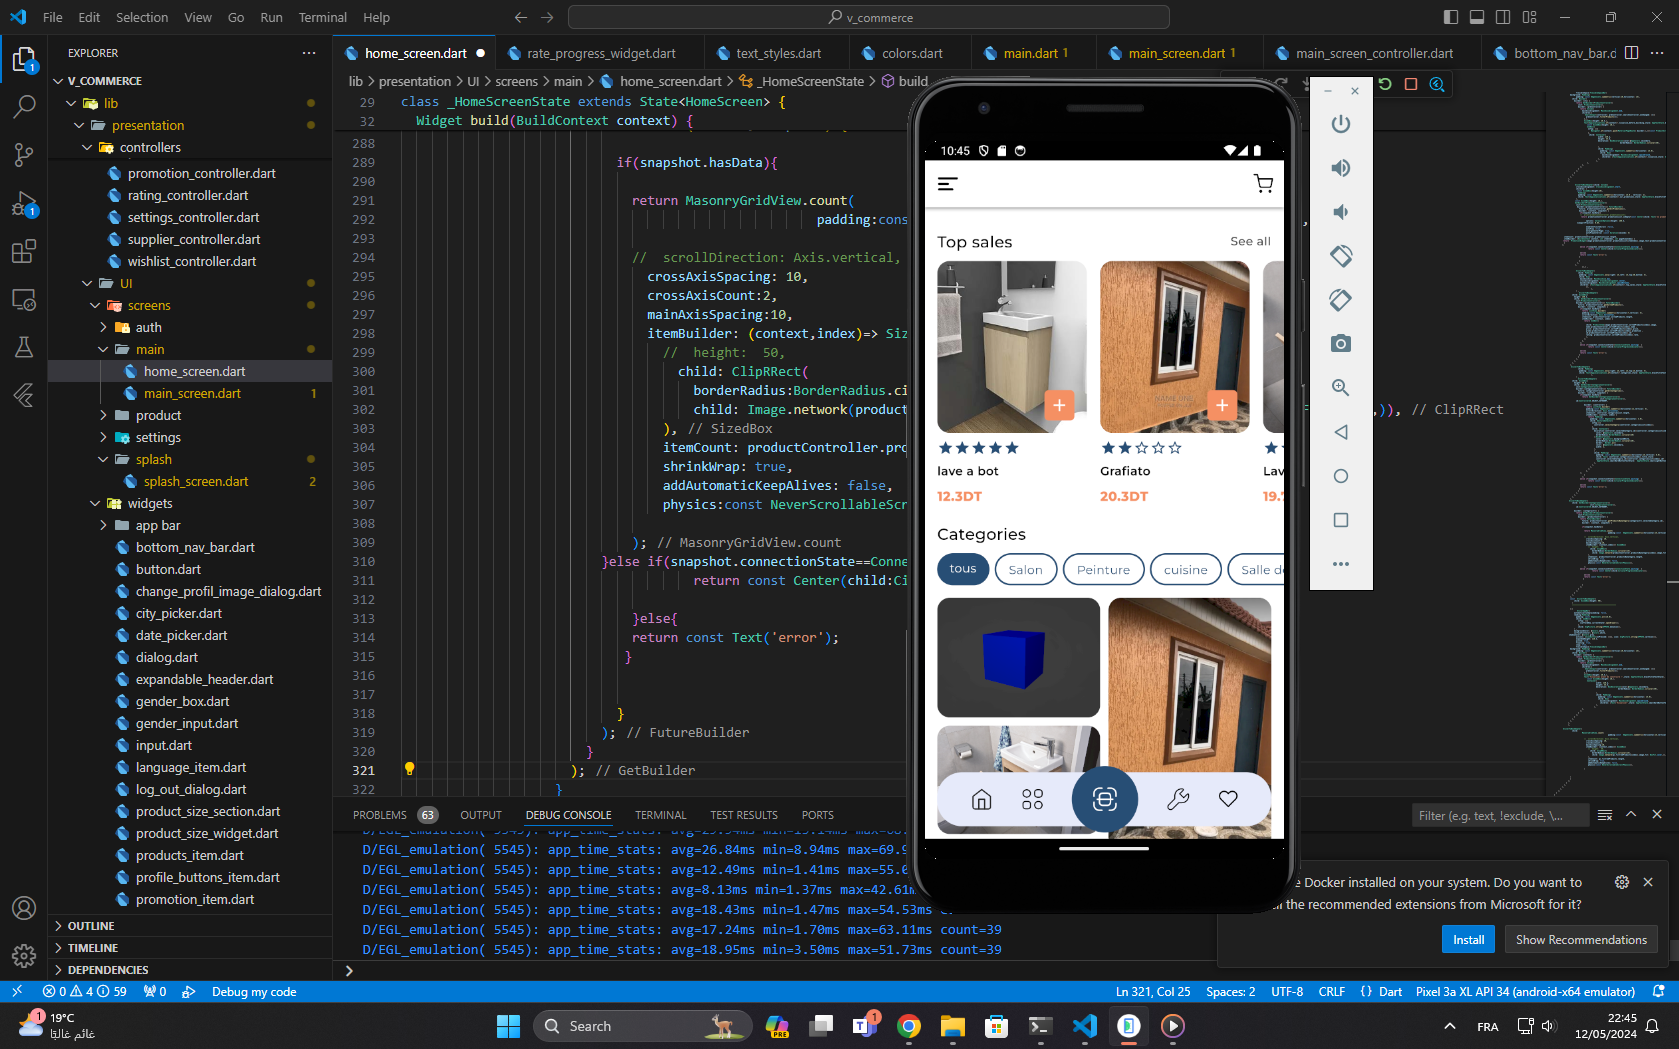 File Edit Selection View Go Run Terminal Help
v_commerce
EXPLORER
V_COMMERCE
lib
presentation
controllers
promotion_controller.dart
rating_controller.dart
settings_controller.dart
supplier_controller.dart
wishlist_controller.dart
UI
screens
auth
main
home_screen.dart
main_screen.dart 1
product
settings
splash
splash_screen.dart 2
widgets
app bar
bottom_nav_bar.dart
button.dart
change_profil_image_dialog.dart
city_picker.dart
date_picker.dart
dialog.dart
expandable_header.dart
gender_box.dart
gender_input.dart
input.dart
language_item.dart
log_out_dialog.dart
product_size_section.dart
product_size_widget.dart
products_item.dart
profile_buttons_item.dart
promotion_item.dart
OUTLINE
TIMELINE
DEPENDENCIES
home_screen.dart rate_progress_widget.dart text_styles.dart colors.dart main.dart 1 main_screen.dart 1 main_screen_controller.dart bottom_nav_bar.d
lib > presentation > UI > screens > main > home_screen.dart > _HomeScreenState > build
29 class _HomeScreenState extends State<HomeScreen> {
32 Widget build(BuildContext context) {
288
289 if(snapshot.hasData){
290
291 return MasonryGridView.count(
292 padding:cons
293
294 // scrollDirection: Axis.vertical,
295 crossAxisSpacing: 10,
296 crossAxisCount:2,
297 mainAxisSpacing:10,
298 itemBuilder: (context,index)=> Siz
299 // height: 50,
300 child: ClipRRect(
301 borderRadius:BorderRadius.ci
302 child: Image.network(product
=,)), // ClipRRect
303 ), // SizedBox
304 itemCount: productController.pro
305 shrinkWrap: true,
306 addAutomaticKeepAlives: false,
307 physics:const NeverScrollableScr
308
309 ); // MasonryGridView.count
310 }else if(snapshot.connectionState==Conne
311 return const Center(child:Ci
312
313 }else{
314 return const Text('error');
315 }
316
317
318 }
319 ); // FutureBuilder
320 }
321 ); // GetBuilder
322 }
10:45
Top sales See all
lave a bot
12.3DT
Grafiato
20.3DT
Lav
19.7
Categories
tous Salon Peinture cuisine Salle de
PROBLEMS 63 OUTPUT DEBUG CONSOLE TERMINAL TEST RESULTS PORTS
Filter (e.g. text, !exclude, \...
D/EGL_emulation( 5545): app_time_stats: avg=26.84ms min=8.94ms max=69.9
D/EGL_emulation( 5545): app_time_stats: avg=12.49ms min=1.41ms max=55.0
D/EGL_emulation( 5545): app_time_stats: avg=8.13ms min=1.37ms max=42.61m
D/EGL_emulation( 5545): app_time_stats: avg=18.43ms min=1.47ms max=54.53ms
D/EGL_emulation( 5545): app_time_stats: avg=17.24ms min=1.70ms max=63.11ms count=39
D/EGL_emulation( 5545): app_time_stats: avg=18.95ms min=3.50ms max=51.73ms count=39
e Docker installed on your system. Do you want to
ll the recommended extensions from Microsoft for it?
Install Show Recommendations
0 4 59 0 Debug my code
Ln 321, Col 25 Spaces: 2 UTF-8 CRLF {} Dart Pixel 3a XL API 34 (android-x64 emulator)
1 19°C
غائم غالبًا
Search
PRE
1
FRA
22:45
12/05/2024